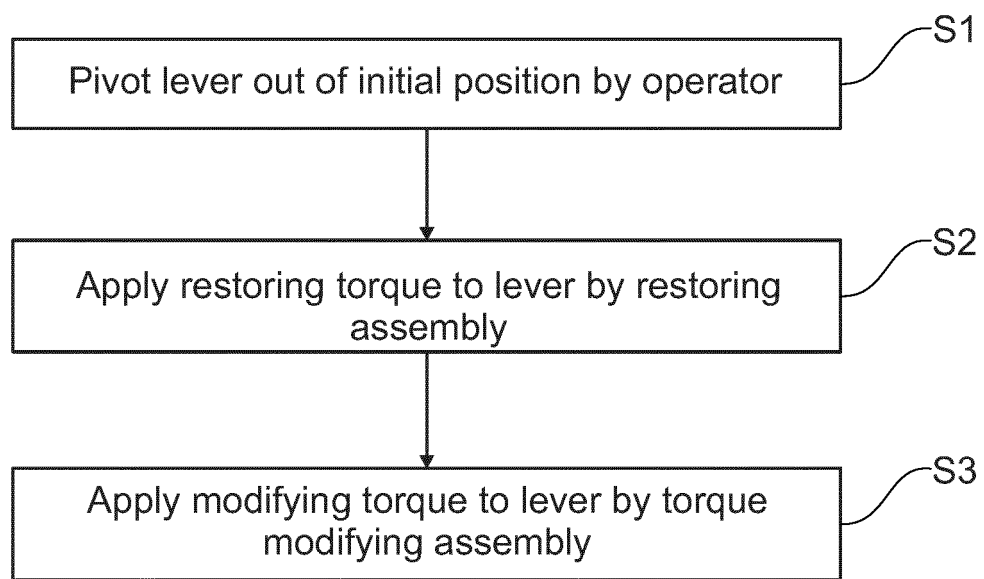 S1
Pivot lever out of initial position by operator
S2
Apply restoring torque to lever by restoring
assembly
S3
Apply modifying torque to lever by torque
modifying assembly